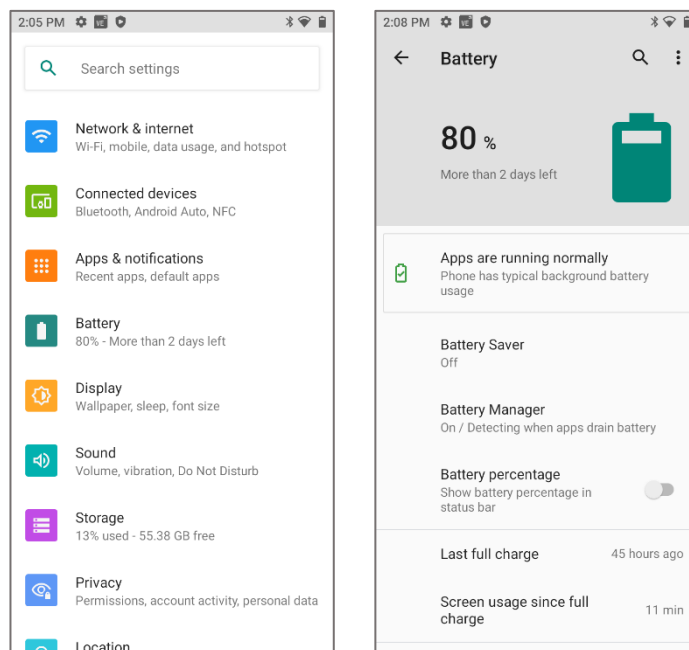 2:05 PM
Search settings
Network & internet
Wi-Fi, mobile, data usage, and hotspot
Connected devices
Bluetooth, Android Auto, NFC
Apps & notifications
Recent apps, default apps
Battery
80% - More than 2 days left
Display
Wallpaper, sleep, font size
Sound
Volume, vibration, Do Not Disturb
Storage
13% used - 55.38 GB free
Privacy
Permissions, account activity, personal data
Location
2:08 PM
Battery
80 %
More than 2 days left
Apps are running normally
Phone has typical background battery
usage
Battery Saver
Off
Battery Manager
On / Detecting when apps drain battery
Battery percentage
Show battery percentage in
status bar
Last full charge 45 hours ago
Screen usage since full
charge 11 min